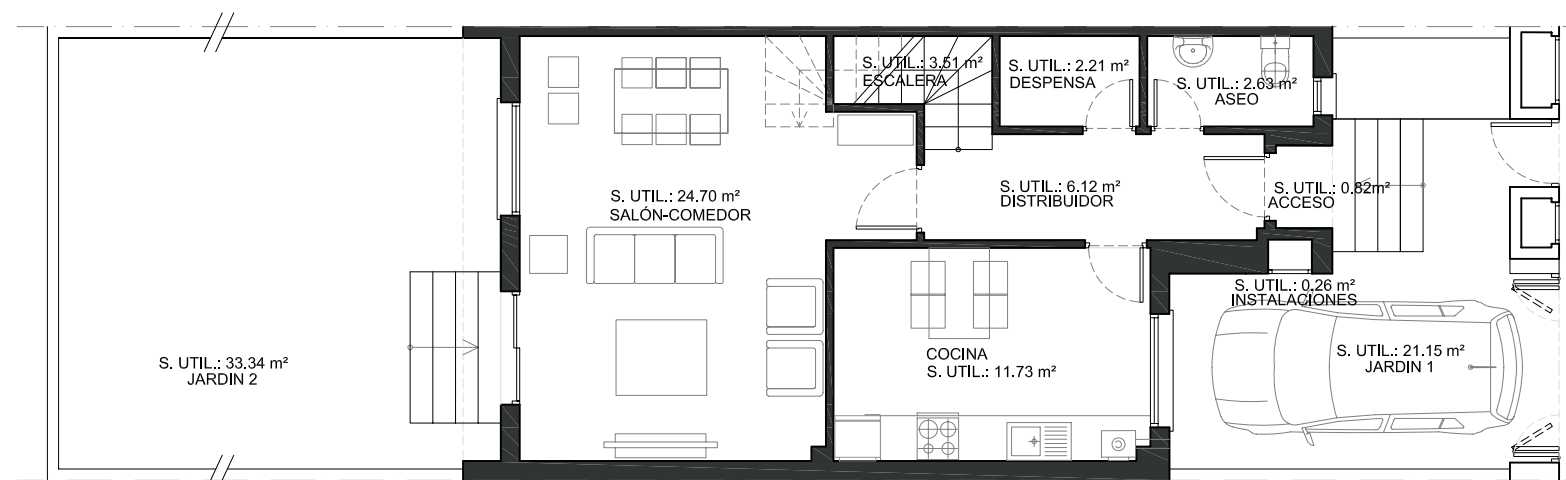 S. UTIL.: 33.34 m²
JARDIN 2
S. UTIL.: 24.70 m²
SALÓN-COMEDOR
S. UTIL.: 3.51 m²
ESCALERA
S. UTIL.: 2.21 m²
DESPENSA
S. UTIL.: 2.63 m²
ASEO
S. UTIL.: 6.12 m²
DISTRIBUIDOR
S. UTIL.: 0.82m²
ACCESO
S. UTIL.: 0.26 m²
INSTALACIONES
COCINA
S. UTIL.: 11.73 m²
S. UTIL.: 21.15 m²
JARDIN 1